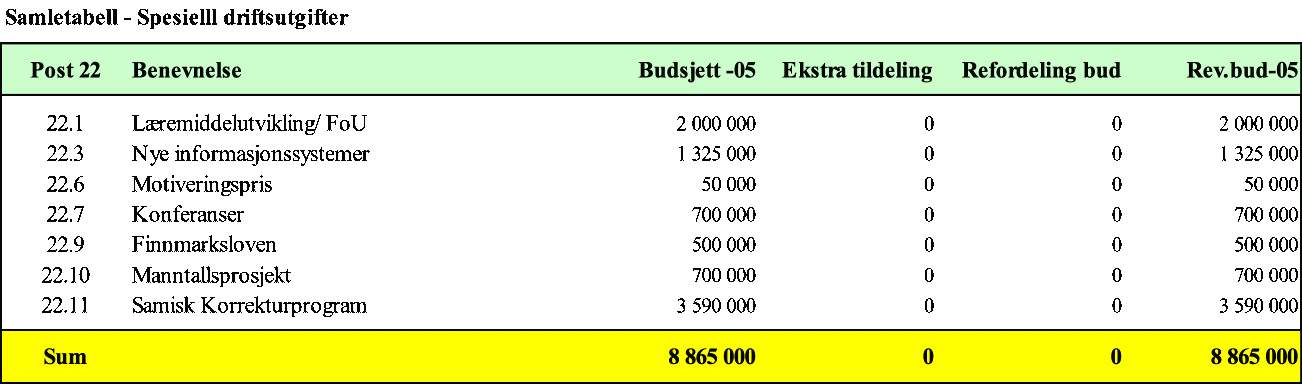 Samletabell - Spesielll driftsutgifter
Post 22 Benevnelse Budsjett -05 Ekstra tildeling Refordeling bud Rev.bud-05
22.1 Læremiddelutvikling/ FoU 2 000 000 0 0 2 000 000
22.3 Nye informasjonssystemer 1 325 000 0 0 1 325 000
22.6 Motiveringspris 50 000 0 0 50 000
22.7 Konferanser 700 000 0 0 700 000
22.9 Finnmarksloven 500 000 0 0 500 000
22.10 Manntallsprosjekt 700 000 0 0 700 000
22.11 Samisk Korrekturprogram 3 590 000 0 0 3 590 000
Sum 8 865 000 0 0 8 865 000